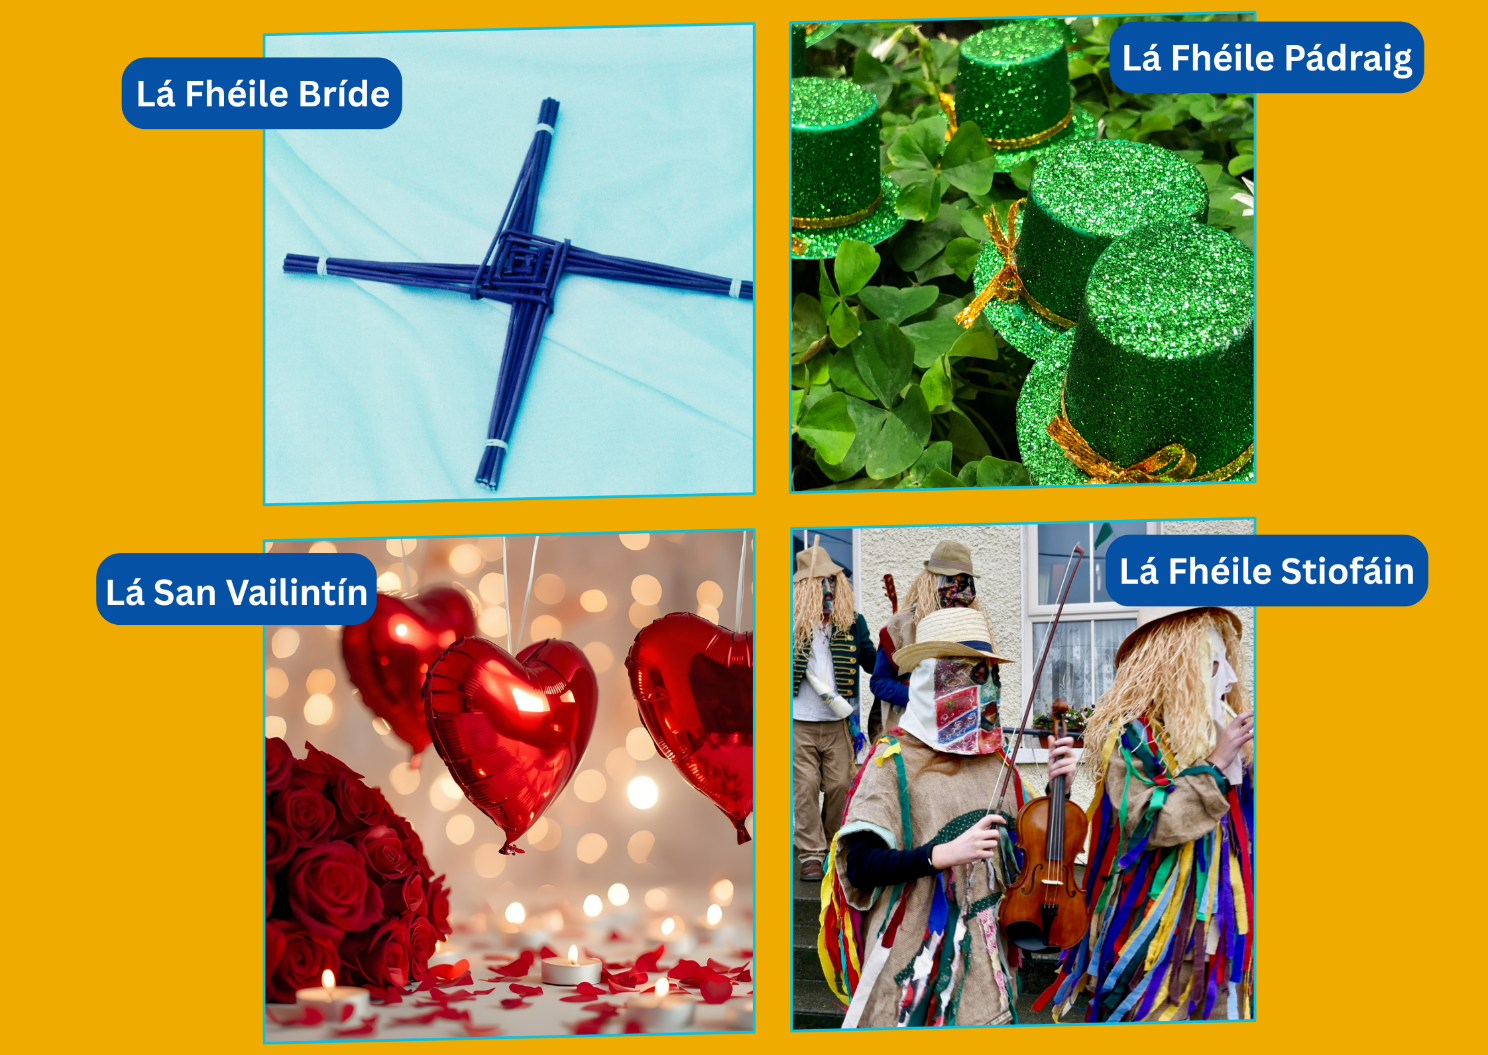 Lá Fhéile Bríde
Lá Fhéile Pádraig
Lá San Vailintín
Lá Fhéile Stiofáin